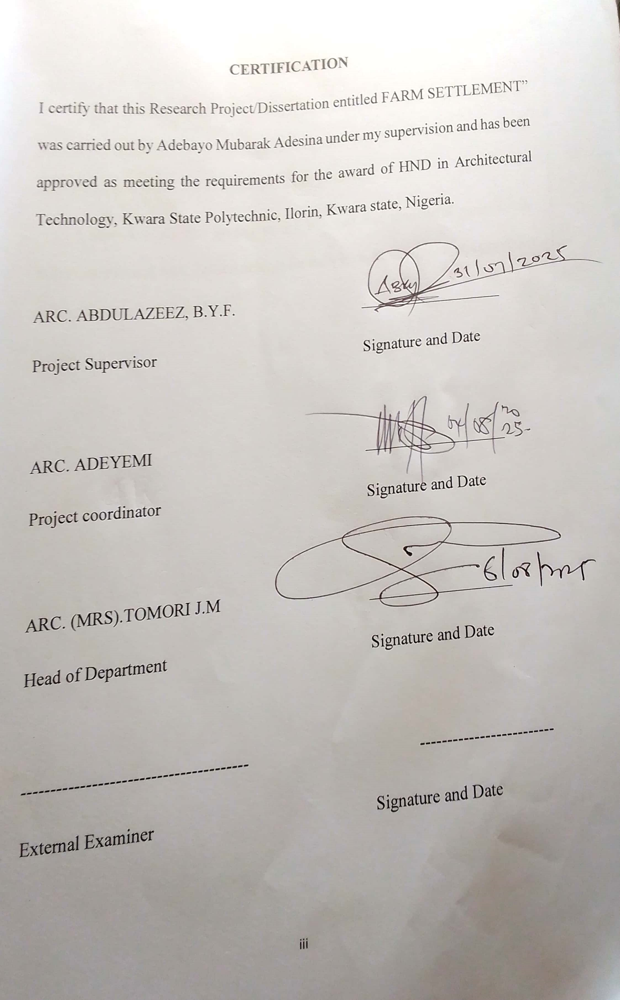 CERTIFICATION
I certify that this Research Project/Dissertation entitled FARM SETTLEMENT”
was carried out by Adebayo Mubarak Adesina under my supervision and has been
approved as meeting the requirements for the award of HND in Architectural
Technology, Kwara State Polytechnic, Ilorin, Kwara state, Nigeria.
31/07/2025
ARC. ABDULAZEEZ, B.Y.F.
Signature and Date
Project Supervisor
04/08/2025
ARC. ADEYEMI
Signature and Date
Project coordinator
6/08/2025
ARC. (MRS).TOMORI J.M
Signature and Date
Head of Department
Signature and Date
External Examiner
iii